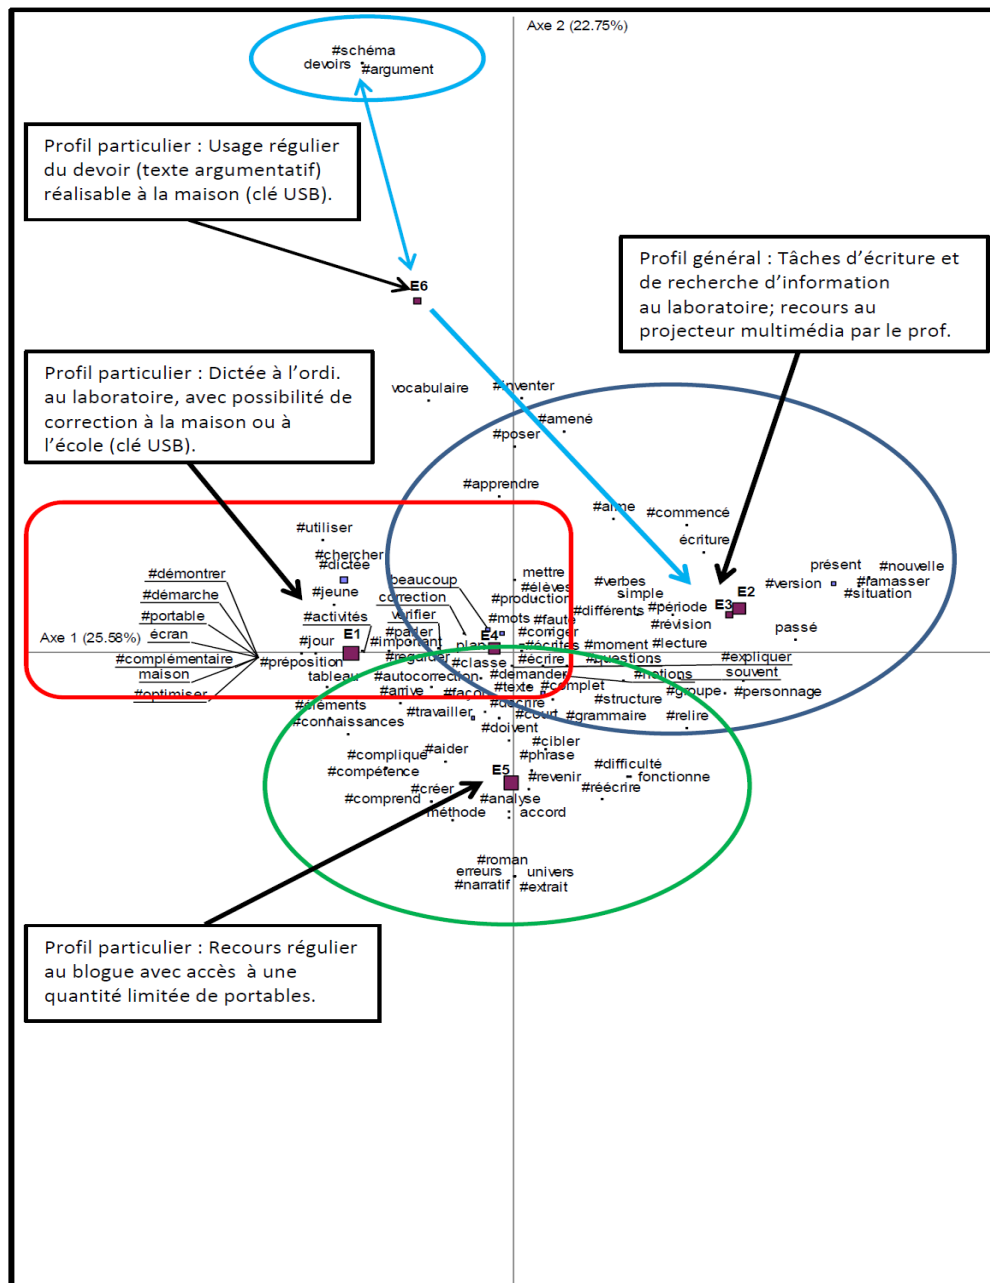 Axe 2 (22.75%)
#schéma
devoirs
#argument
Profil particulier : Usage régulier
du devoir (texte argumentatif)
réalisable à la maison (clé USB).
Profil général : Tâches d’écriture et
de recherche d’information
au laboratoire; recours au
projecteur multimédia par le prof.
E6
Profil particulier : Dictée à l’ordi.
au laboratoire, avec possibilité de
correction à la maison ou à
l’école (clé USB).
vocabulaire
#inventer
#amené
#poser
#apprendre
#aime
#commencé
écriture
#utiliser
#chercher
#dictée
#jeune
#activités
#démontrer
#démarche
#portable
écran
Axe 1 (25.58%)
#complémentaire
maison
#optimiser
#jour
E1
#préposition
tableau
beaucoup
correction
vérifier
#parler
#important
#regarder
plan
E4
mettre
#élèves
#production
#mots
#faute
#corriger
#écrites
#verbes
simple
#différents
#période
#révision
E3
E2
présent
#nouvelle
#version
#ramasser
#situation
passé
#moment
#lecture
#classe
#écrire
#questions
#expliquer
#autocorrection
#demander
#notions
souvent
#arrive
#façon
#texte
#complet
#groupe
#personnage
#éléments
#connaissances
#travailler
#décrire
#court
#structure
#grammaire
#relire
#doivent
#complique
#compétence
#aider
#cibler
#phrase
#difficulté
fonctionne
E5
#revenir
#réécrire
#créer
#comprend
#analyse
méthode
accord
#roman
erreurs
univers
#narratif
#extrait
Profil particulier : Recours régulier
au blogue avec accès à une
quantité limitée de portables.